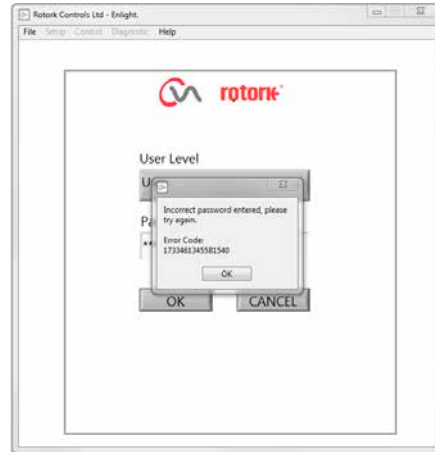 Rotork Controls Ltd - Enlight.
File Setup Control Diagnostic Help
rotork
User Level
U
Incorrect password entered, please
try again.
Pa
Error Code:
1733461345581540
**
OK
OK CANCEL